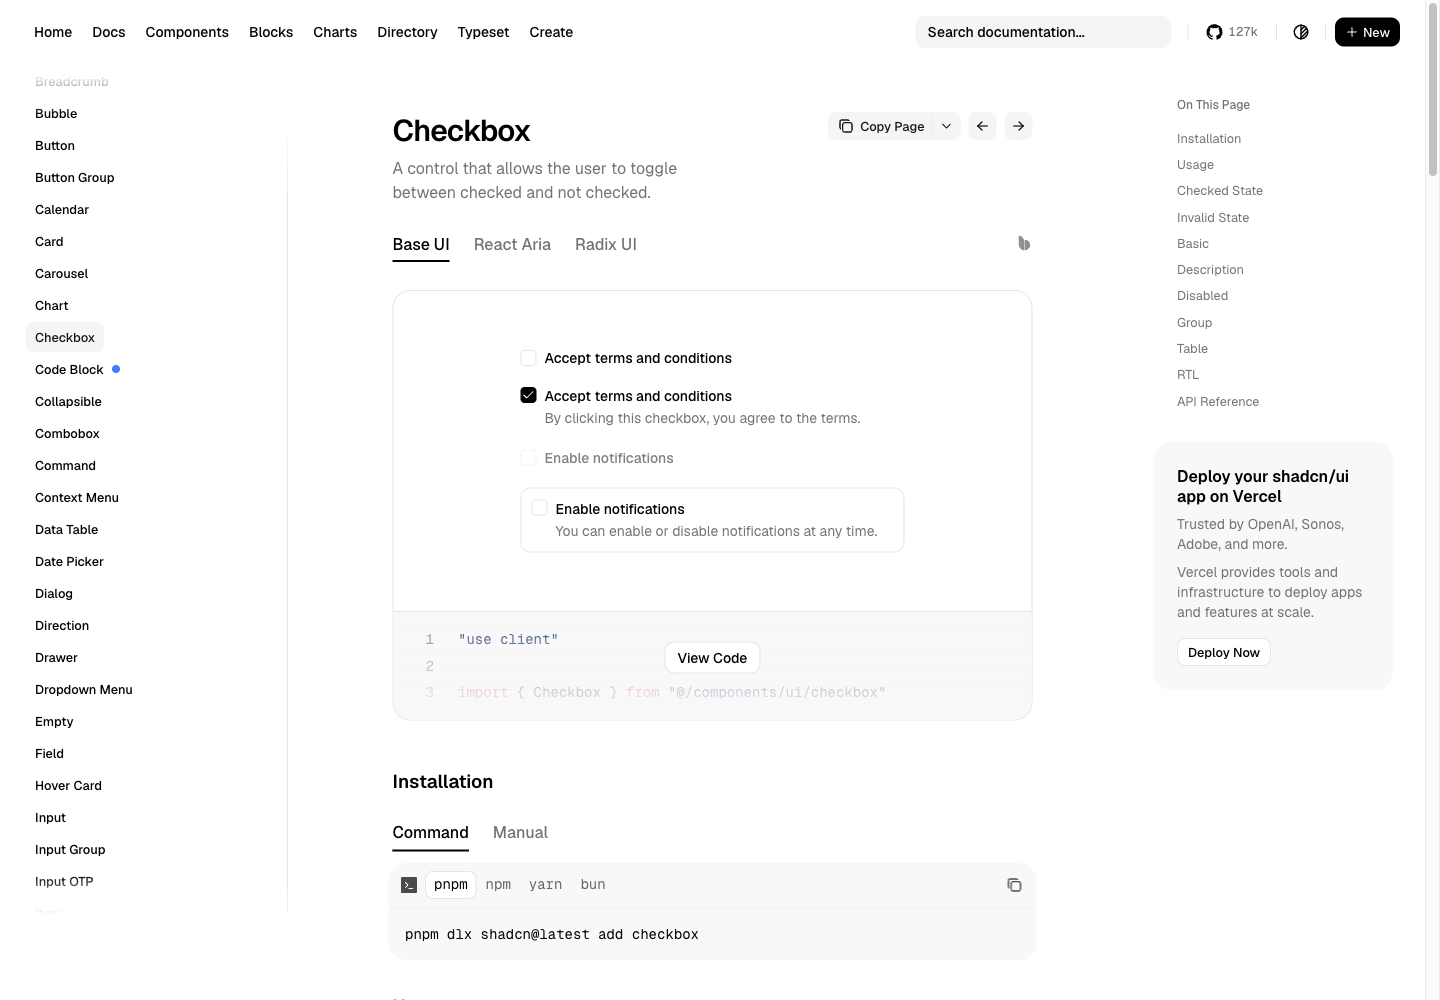 Home Docs Components Blocks Charts Directory Typeset Create
Search documentation...
127k
New
Breadcrumb
Bubble
Button
Button Group
Calendar
Card
Carousel
Chart
Checkbox
Code Block
Collapsible
Combobox
Command
Context Menu
Data Table
Date Picker
Dialog
Direction
Drawer
Dropdown Menu
Empty
Field
Hover Card
Input
Input Group
Input OTP
Checkbox
Copy Page
A control that allows the user to toggle
between checked and not checked.
Base UI React Aria Radix UI
Accept terms and conditions
Accept terms and conditions
By clicking this checkbox, you agree to the terms.
Enable notifications
Enable notifications
You can enable or disable notifications at any time.
1 "use client"
2
View Code
3 import { Checkbox } from "@/components/ui/checkbox"
Installation
Command Manual
pnpm npm yarn bun
pnpm dlx shadcn@latest add checkbox
On This Page
Installation
Usage
Checked State
Invalid State
Basic
Description
Disabled
Group
Table
RTL
API Reference
Deploy your shadcn/ui
app on Vercel
Trusted by OpenAI, Sonos,
Adobe, and more.
Vercel provides tools and
infrastructure to deploy apps
and features at scale.
Deploy Now